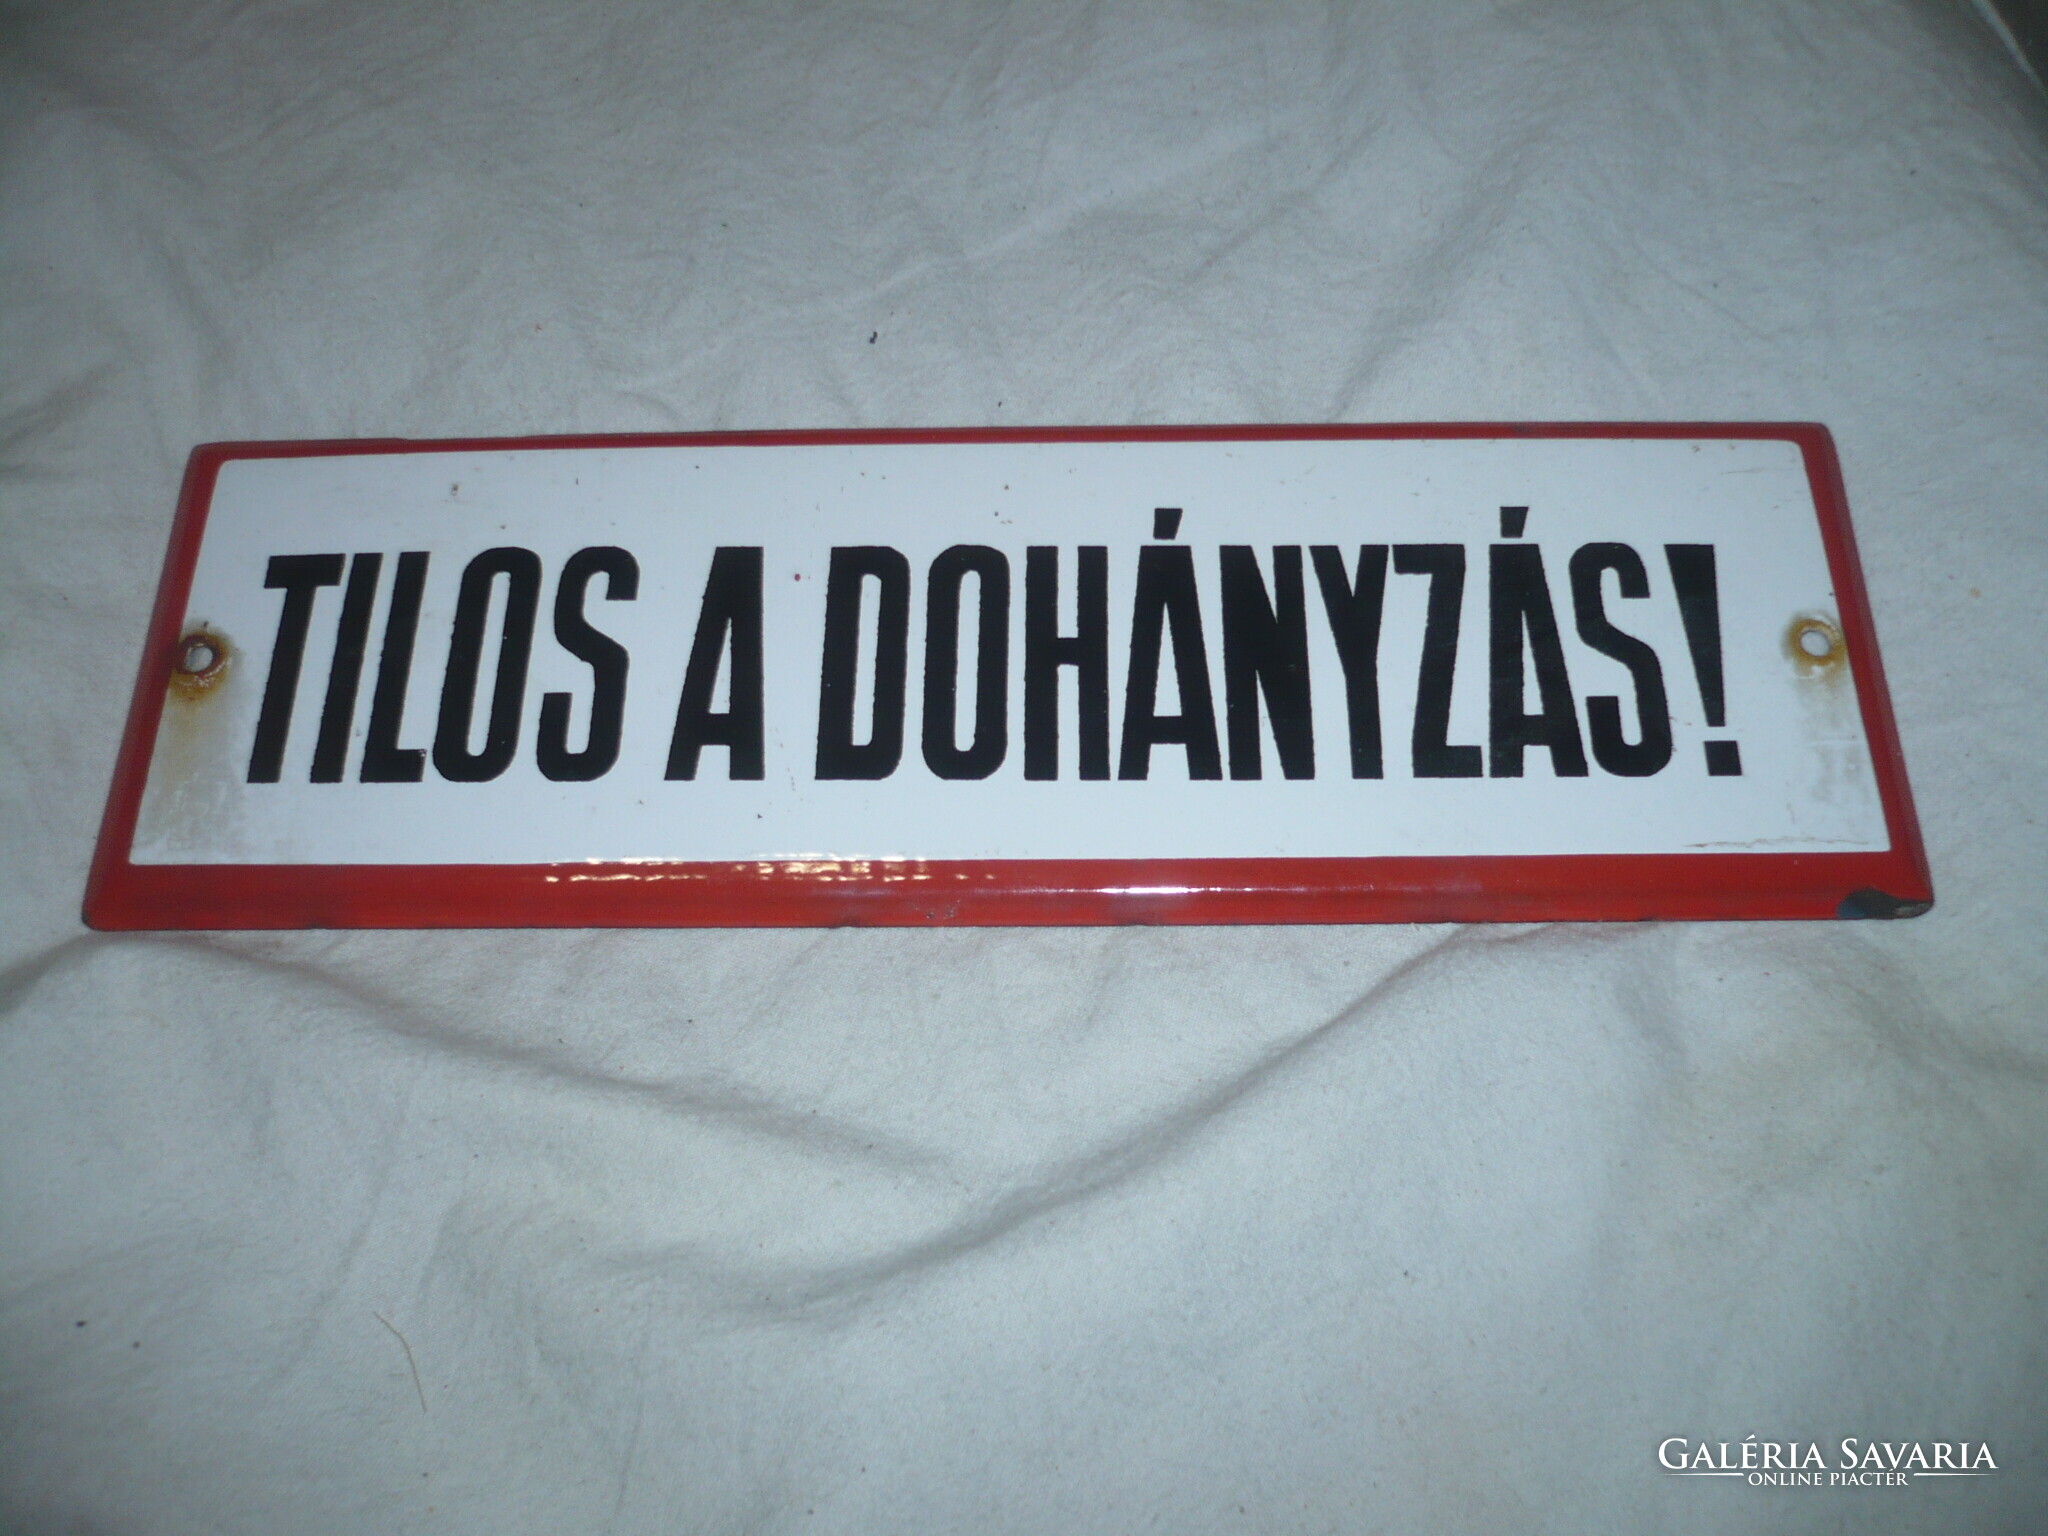 TILOS A DOHÁNYZÁS!
GALÉRIA SAVARIA
ONLINE PIACTÉR